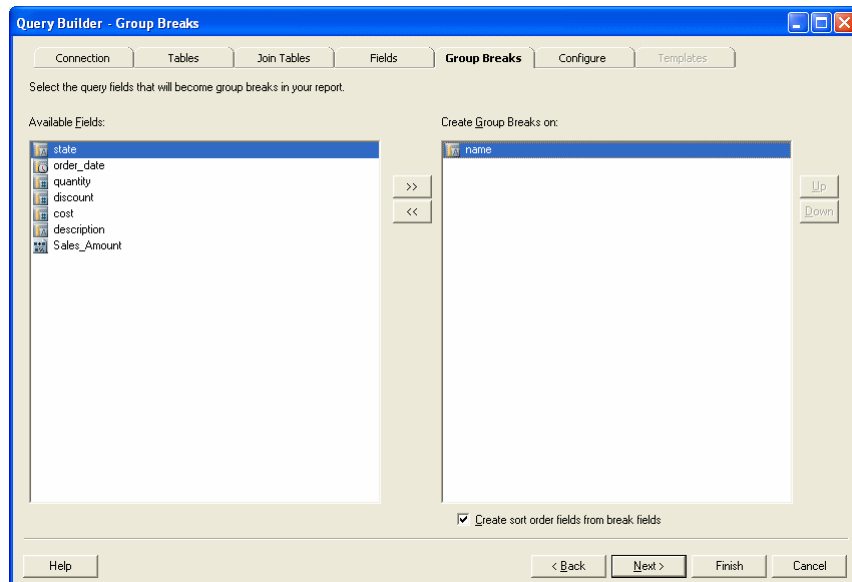 Query Builder - Group Breaks
Connection Tables Join Tables Fields Group Breaks Configure Templates
Select the query fields that will become group breaks in your report.
Available Fields: Create Group Breaks on:
state name
order_date
quantity
>> Up
discount
<< Down
cost
description
Sales_Amount
Create sort order fields from break fields
Help < Back Next > Finish Cancel